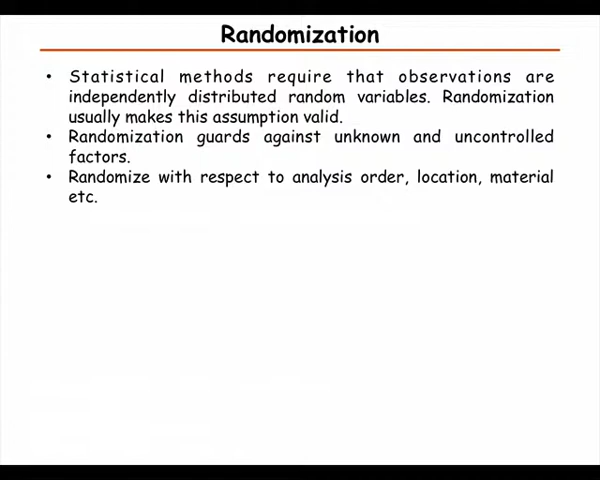 Randomization
• Statistical methods require that observations are
independently distributed random variables. Randomization
usually makes this assumption valid.
• Randomization guards against unknown and uncontrolled
factors.
• Randomize with respect to analysis order, location, material
etc.